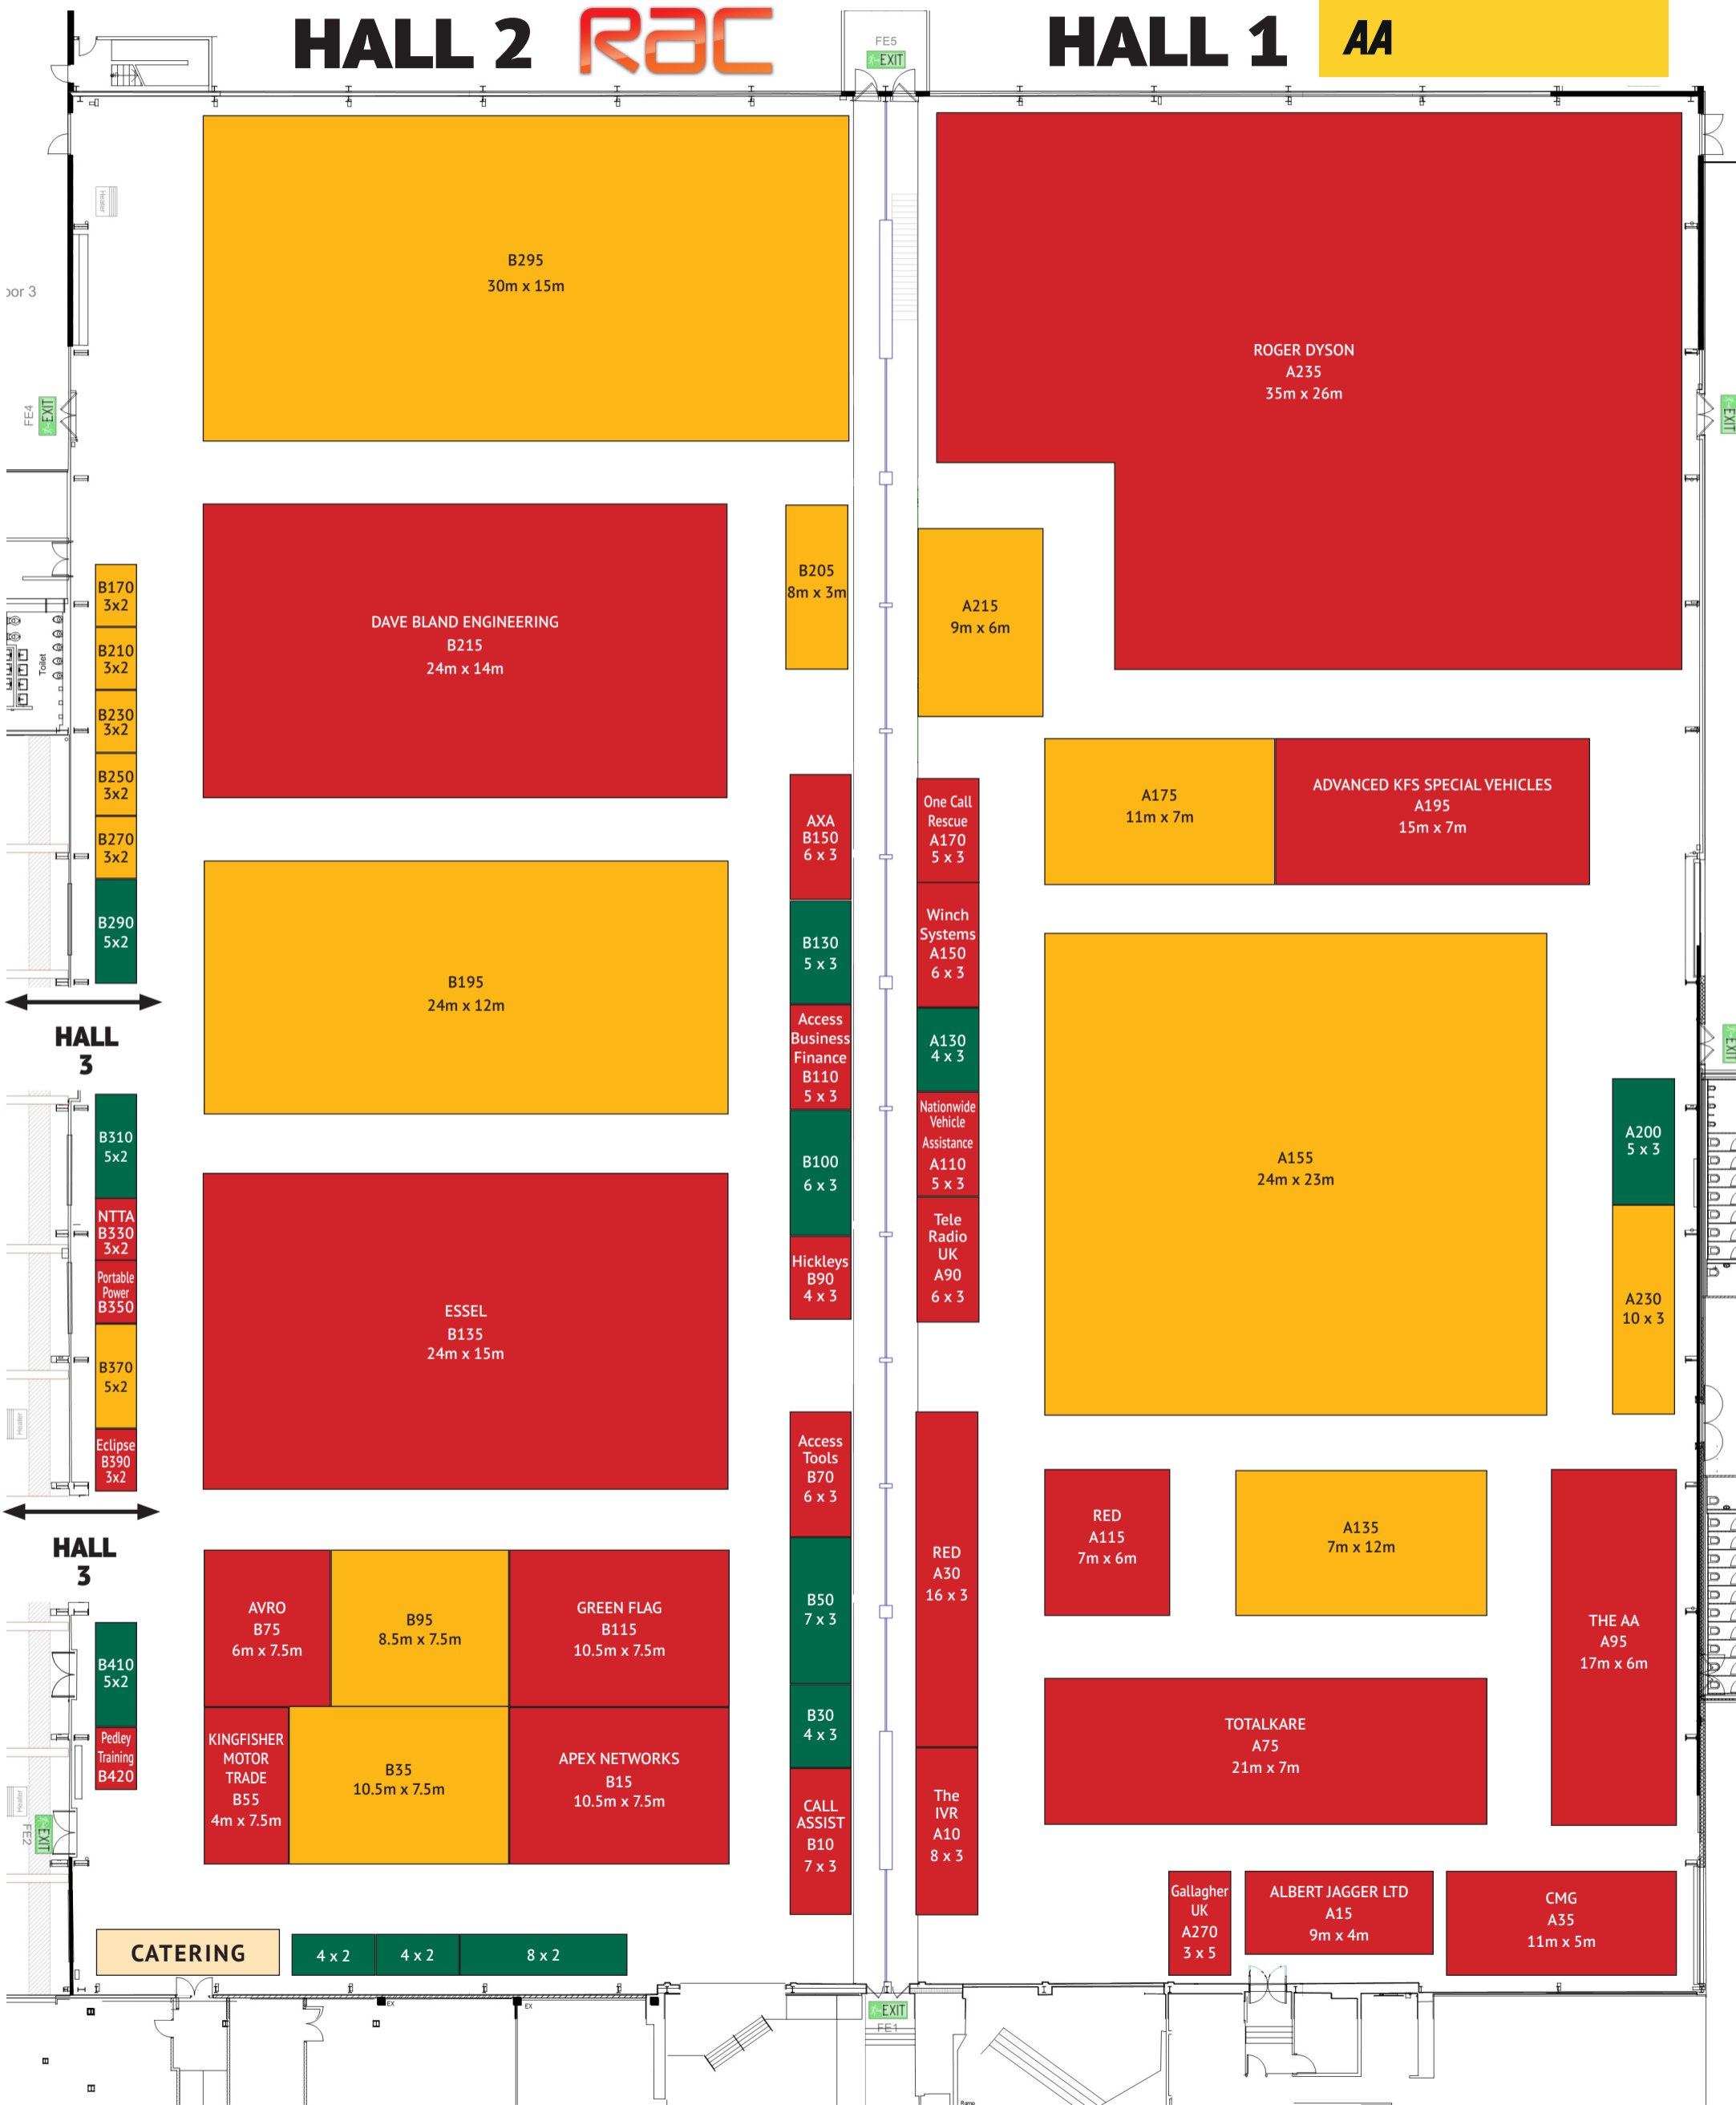 HALL 2
RAC
HALL 1
AA
FE5
EXIT
Heater
oor 3
FE4
EXIT
EXIT
B295
30m x 15m
ROGER DYSON
A235
35m x 26m
DAVE BLAND ENGINEERING
B215
24m x 14m
B205
8m x 3m
A215
9m x 6m
B170
3x2
B210
3x2
B230
3x2
B250
3x2
B270
3x2
B290
5x2
Toilet
AXA
B150
6 x 3
One Call
Rescue
A170
5 x 3
A175
11m x 7m
ADVANCED KFS SPECIAL VEHICLES
A195
15m x 7m
B130
5 x 3
Winch
Systems
A150
6 x 3
B195
24m x 12m
Access
Business
Finance
B110
5 x 3
A130
4 x 3
HALL
3
EXIT
B310
5x2
NTTA
B330
3x2
Portable
Power
B350
B370
5x2
Eclipse
B390
3x2
Heater
B100
6 x 3
Nationwide
Vehicle
Assistance
A110
5 x 3
A155
24m x 23m
A200
5 x 3
Hickleys
B90
4 x 3
Tele
Radio
UK
A90
6 x 3
A230
10 x 3
ESSEL
B135
24m x 15m
Access
Tools
B70
6 x 3
RED
A30
16 x 3
RED
A115
7m x 6m
A135
7m x 12m
THE AA
A95
17m x 6m
HALL
3
AVRO
B75
6m x 7.5m
B95
8.5m x 7.5m
GREEN FLAG
B115
10.5m x 7.5m
B50
7 x 3
B410
5x2
Pedley
Training
B420
Heater
FE2
EXIT
KINGFISHER
MOTOR
TRADE
B55
4m x 7.5m
B35
10.5m x 7.5m
APEX NETWORKS
B15
10.5m x 7.5m
B30
4 x 3
TOTALKARE
A75
21m x 7m
CALL
ASSIST
B10
7 x 3
The
IVR
A10
8 x 3
Gallagher
UK
A270
3 x 5
ALBERT JAGGER LTD
A15
9m x 4m
CMG
A35
11m x 5m
CATERING
4 x 2
4 x 2
8 x 2
EX
EX
EXIT
FE1